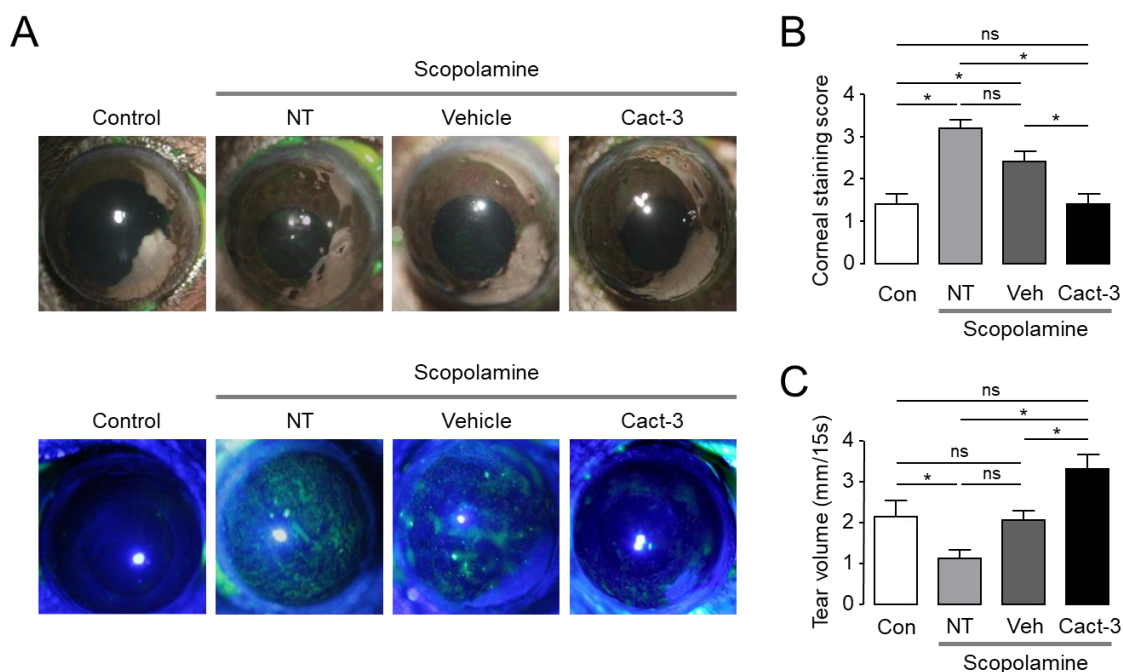 A
Scopolamine
Control NT Vehicle Cact-3
Scopolamine
Control NT Vehicle Cact-3
B
ns
*
*
* ns
*
Corneal staining score
4
3
2
1
0
Con NT Veh Cact-3
Scopolamine
C
ns
*
*
ns
* ns
Tear volume (mm/15s)
4
3
2
1
0
Con NT Veh Cact-3
Scopolamine